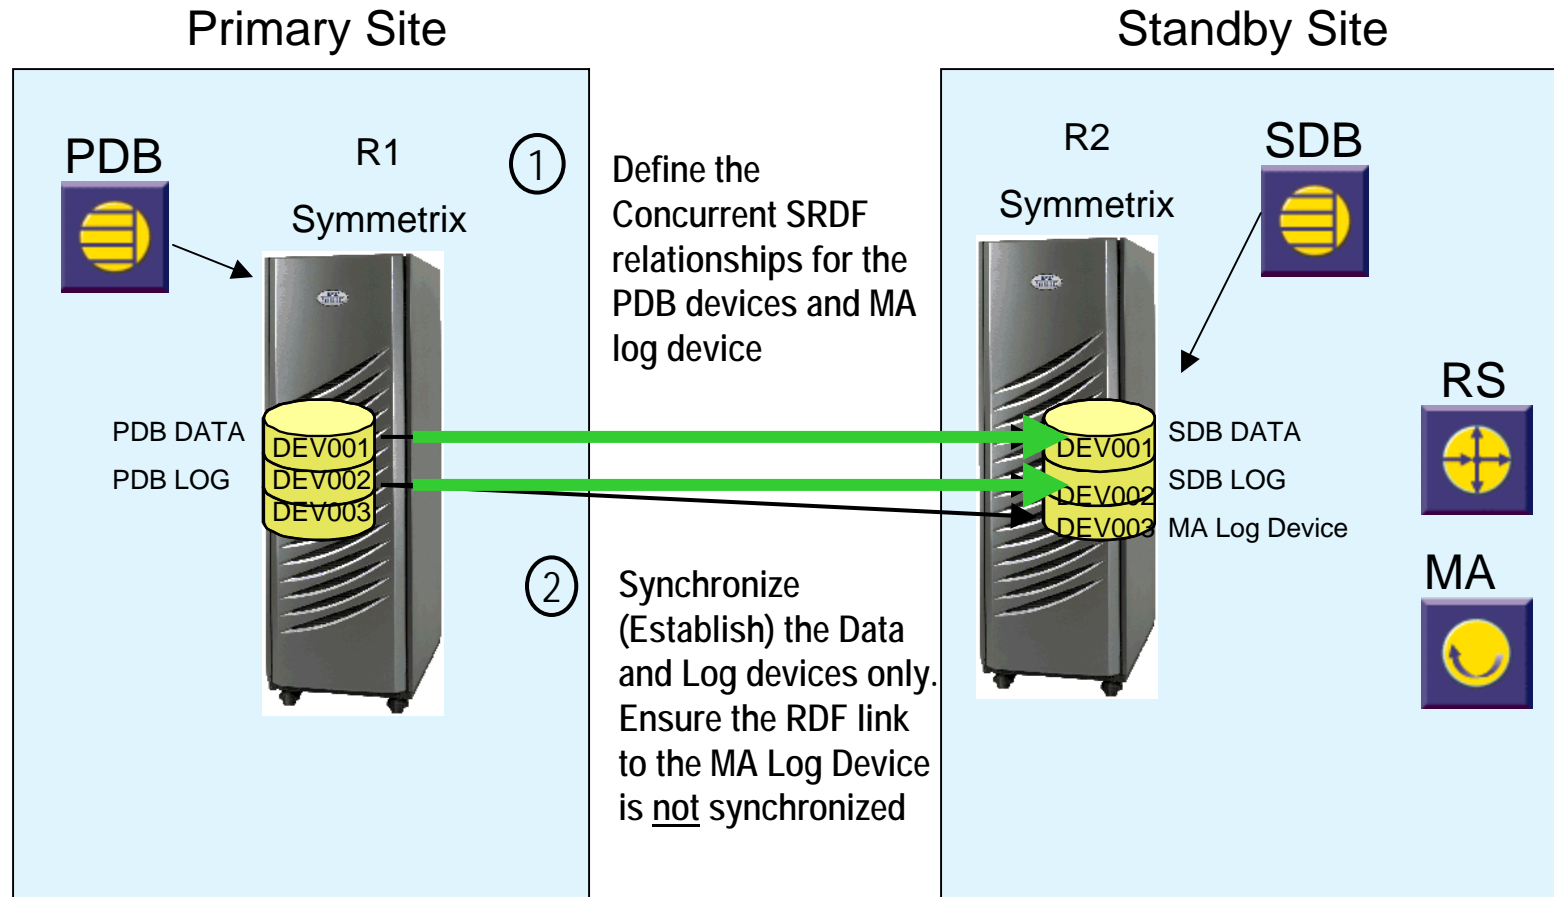 Primary Site
Standby Site
PDB
R1
Symmetrix
1
Define the
Concurrent SRDF
relationships for the
PDB devices and MA
log device
R2
Symmetrix
SDB
RS
MA
PDB DATA
PDB LOG
DEV001
DEV002
DEV003
DEV001
DEV002
DEV003
SDB DATA
SDB LOG
MA Log Device
2
Synchronize
(Establish) the Data
and Log devices only.
Ensure the RDF link
to the MA Log Device
is not synchronized